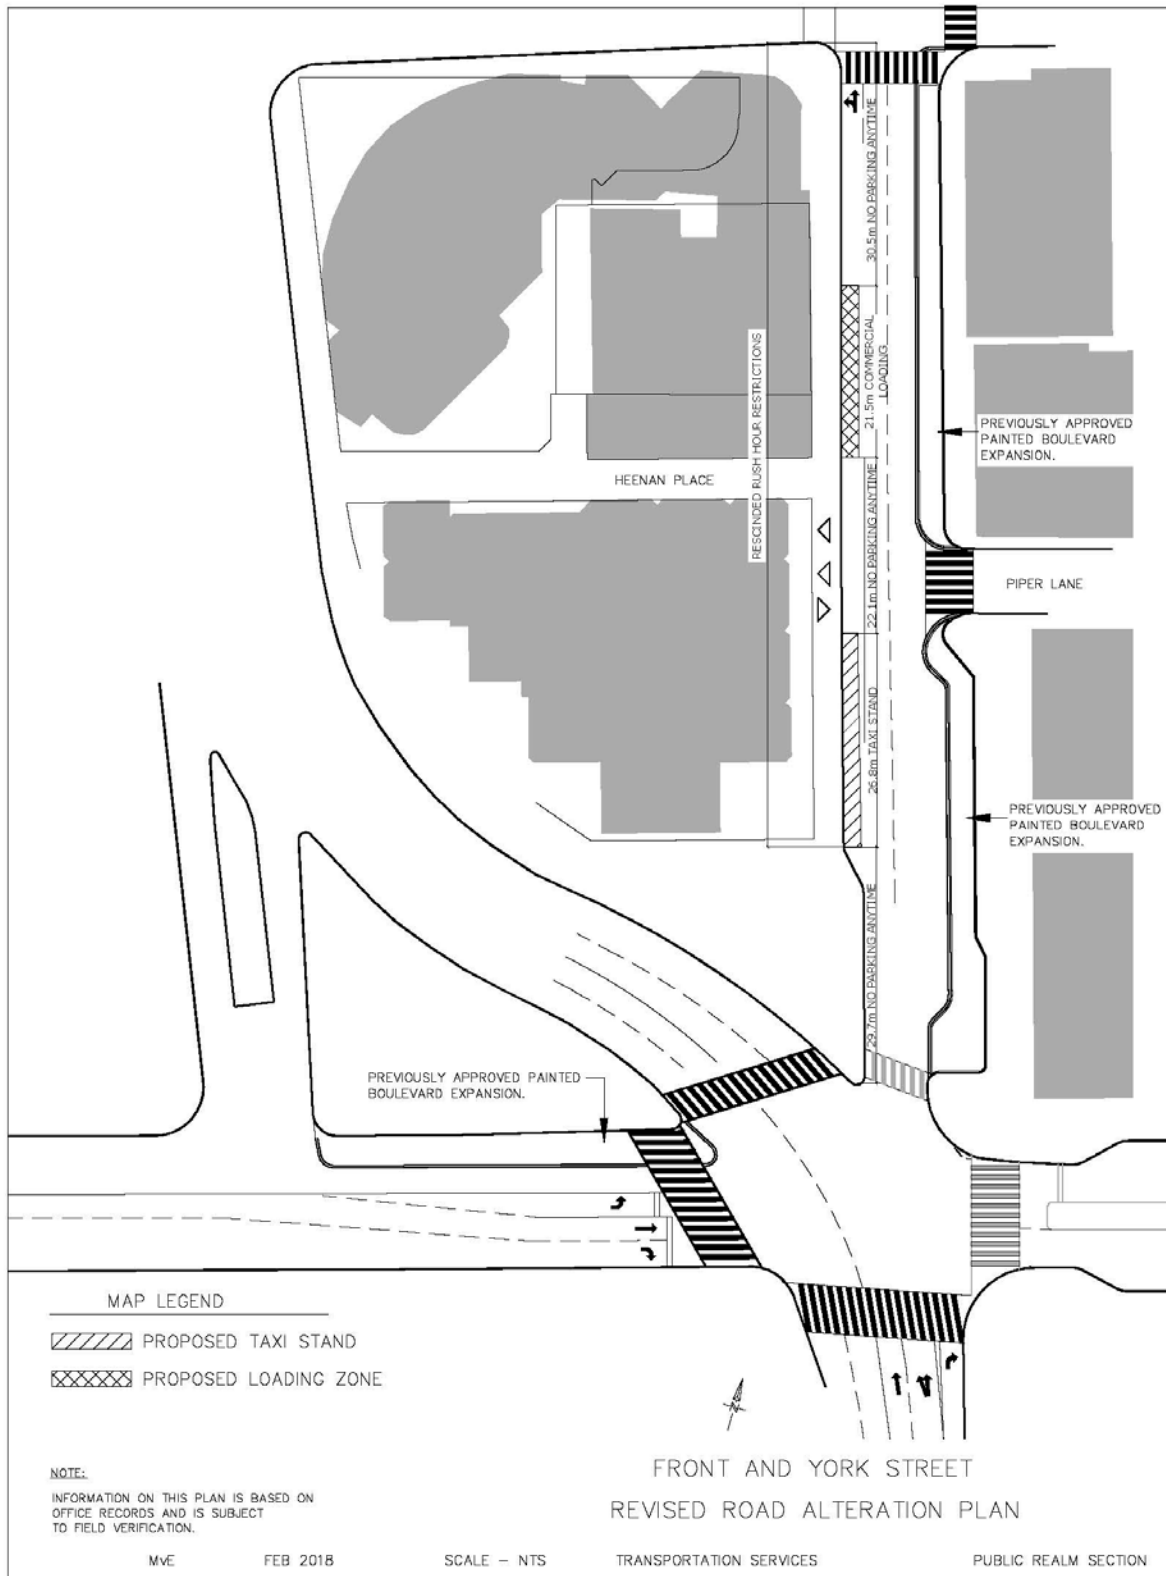 30.5m NO PARKING ANYTIME
21.5m COMMERCIAL
LOADING
RESCINDED RUSH HOUR RESTRICTIONS
PREVIOUSLY APPROVED
PAINTED BOULEVARD
EXPANSION.
HEENAN PLACE
22.1m NO PARKING ANYTIME
PIPER LANE
26.8m TAXI STAND
PREVIOUSLY APPROVED
PAINTED BOULEVARD
EXPANSION.
29.7m NO PARKING ANYTIME
PREVIOUSLY APPROVED PAINTED
BOULEVARD EXPANSION.
MAP LEGEND
PROPOSED TAXI STAND
PROPOSED LOADING ZONE
N
NOTE:
INFORMATION ON THIS PLAN IS BASED ON
OFFICE RECORDS AND IS SUBJECT
TO FIELD VERIFICATION.
FRONT AND YORK STREET
REVISED ROAD ALTERATION PLAN
MvE FEB 2018 SCALE – NTS TRANSPORTATION SERVICES PUBLIC REALM SECTION